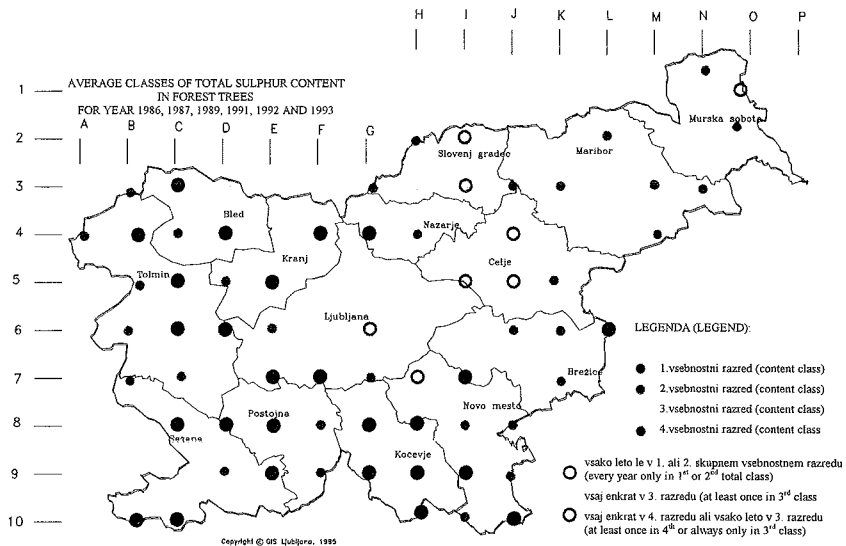 H I J K L M N O P
AVERAGE CLASSES OF TOTAL SULPHUR CONTENT
IN FOREST TREES
FOR YEAR 1986, 1987, 1989, 1991, 1992 AND 1993
A B C D E F G
1
Murska sobota
2
Slovenj gradec
Maribor
3
Bled
Nazarje
4
Kranj
Celje
Tolmin
5
Ljubljana
6
LEGENDA (LEGEND):
1.vsebnostni razred (content class)
Brežice
7
2.vsebnostni razred (content class)
Postojna
Novo mesto
3.vsebnostni razred (content class)
8
4.vsebnostni razred (content class
Sezana
Kocevje
vsako leto le v 1. ali 2. skupnem vsebnostnem razredu
(every year only in 1st or 2nd total class)
9
vsaj enkrat v 3. razredu (at least once in 3rd class
vsaj enkrat v 4. razredu ali vsako leto v 3. razredu
10
(at least once in 4th or always only in 3rd class)
Copyright © GIS Ljubljana, 1995